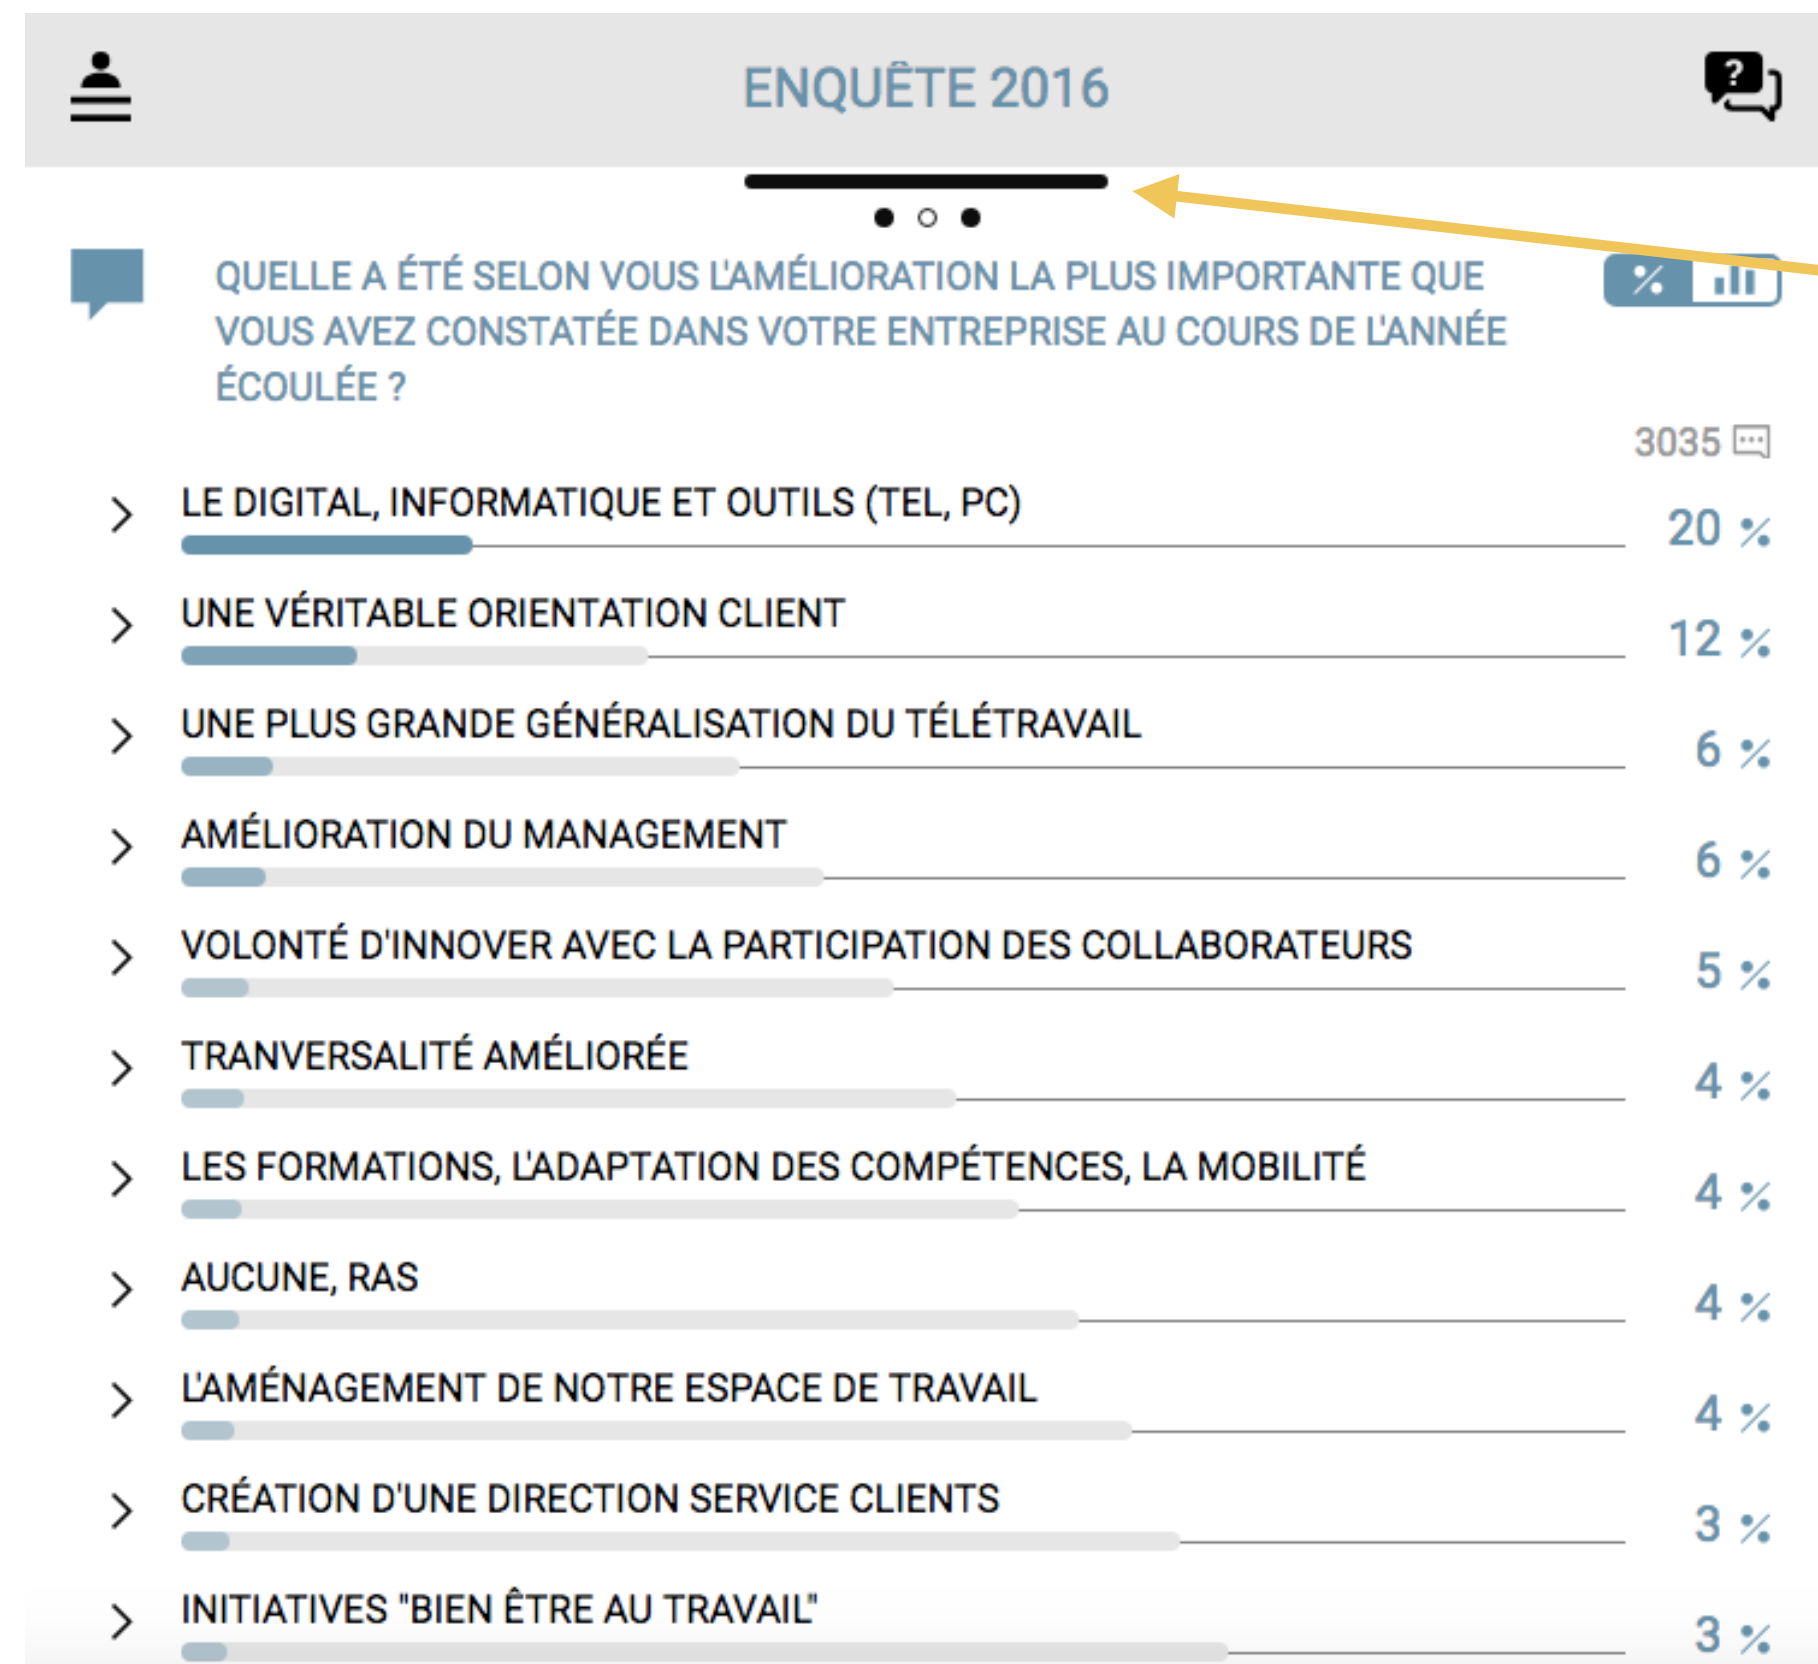 ENQUÊTE 2016
QUELLE A ÉTÉ SELON VOUS L'AMÉLIORATION LA PLUS IMPORTANTE QUE
VOUS AVEZ CONSTATÉE DANS VOTRE ENTREPRISE AU COURS DE L'ANNÉE
ÉCOULÉE ?
%
3035
LE DIGITAL, INFORMATIQUE ET OUTILS (TEL, PC)
20 %
UNE VÉRITABLE ORIENTATION CLIENT
12 %
UNE PLUS GRANDE GÉNÉRALISATION DU TÉLÉTRAVAIL
6 %
AMÉLIORATION DU MANAGEMENT
6 %
VOLONTÉ D'INNOVER AVEC LA PARTICIPATION DES COLLABORATEURS
5 %
TRANVERSALITÉ AMÉLIORÉE
4 %
LES FORMATIONS, L'ADAPTATION DES COMPÉTENCES, LA MOBILITÉ
4 %
AUCUNE, RAS
4 %
L'AMÉNAGEMENT DE NOTRE ESPACE DE TRAVAIL
4 %
CRÉATION D'UNE DIRECTION SERVICE CLIENTS
3 %
INITIATIVES "BIEN ÊTRE AU TRAVAIL"
3 %